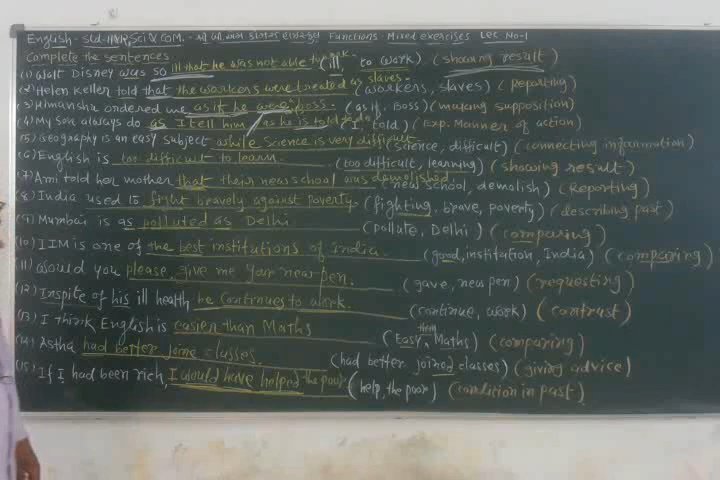 English - Std-11/12, Sci & COM. - Functions - Mixed exercises Lec No-1
Complete the sentences
(1) Walt Disney was so ill that he was not able to work (ill, to work) (showing result)
(2) Helen Keller told that the workers were treated as slaves. (workers, slaves) (Reporting)
(3) Himanshu ordered me as if he were boss. (as if, Boss) (making supposition)
(4) My son always do as I tell him as he is told to do (I, told) (Exp. Manner of action)
(5) Geography is an easy subject while Science is very difficult (science, difficult) (connecting information)
(6) English is too difficult to learn. (too difficult, learning) (showing result)
(7) Ami told her mother that their new school was demolished. (new school, demolish) (Reporting)
(8) India used to fight bravely against poverty. (fighting, brave, poverty) (describing past)
(9) Mumbai is as polluted as Delhi (pollute, Delhi) (comparing)
(10) IIM is one of the best institutions of India. (good, institution, India) (comparing)
(11) Would you please, give me your new pen. (gave, new pen) (requesting)
(12) Inspite of his ill health he continues to work. (continue, work) (contrast)
(13) I think English is easier than Maths (Easy than Maths) (comparing)
(14) Astha had better joine classes. (had better joined classes) (giving advice)
(15) If I had been rich, I would have helped the poor (help, the poor) (condition in past)